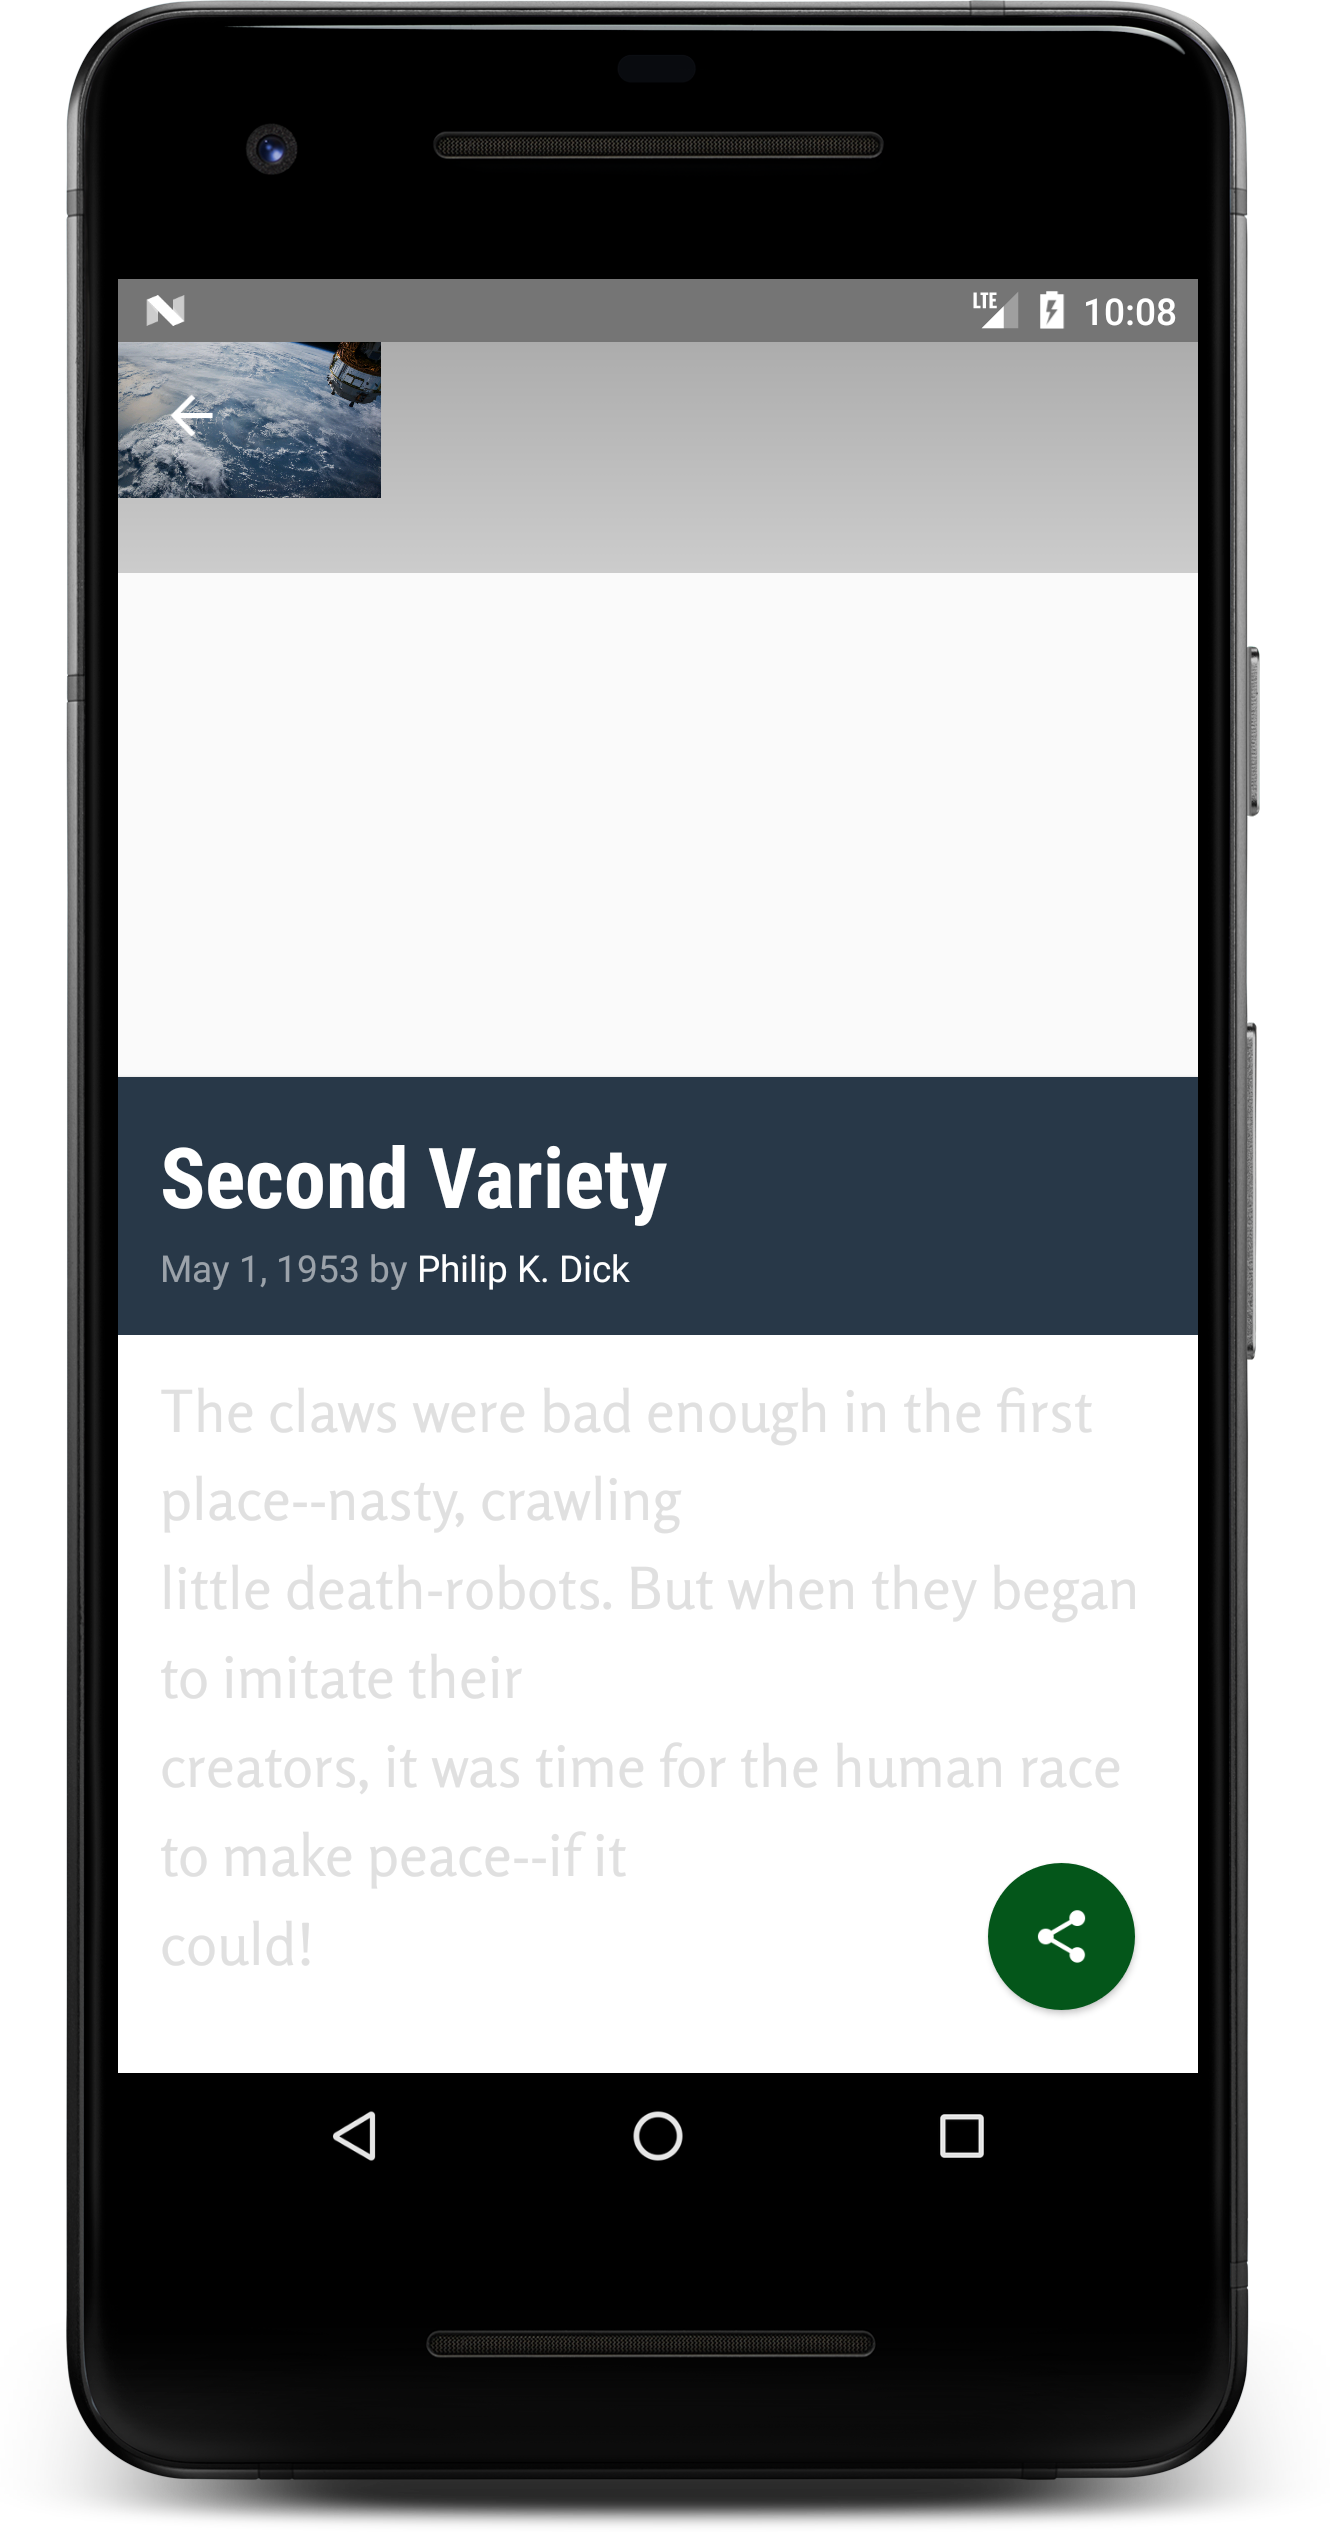 LTE 10:08
Second Variety
May 1, 1953 by Philip K. Dick
The claws were bad enough in the first
place--nasty, crawling
little death-robots. But when they began
to imitate their
creators, it was time for the human race
to make peace--if it
could!